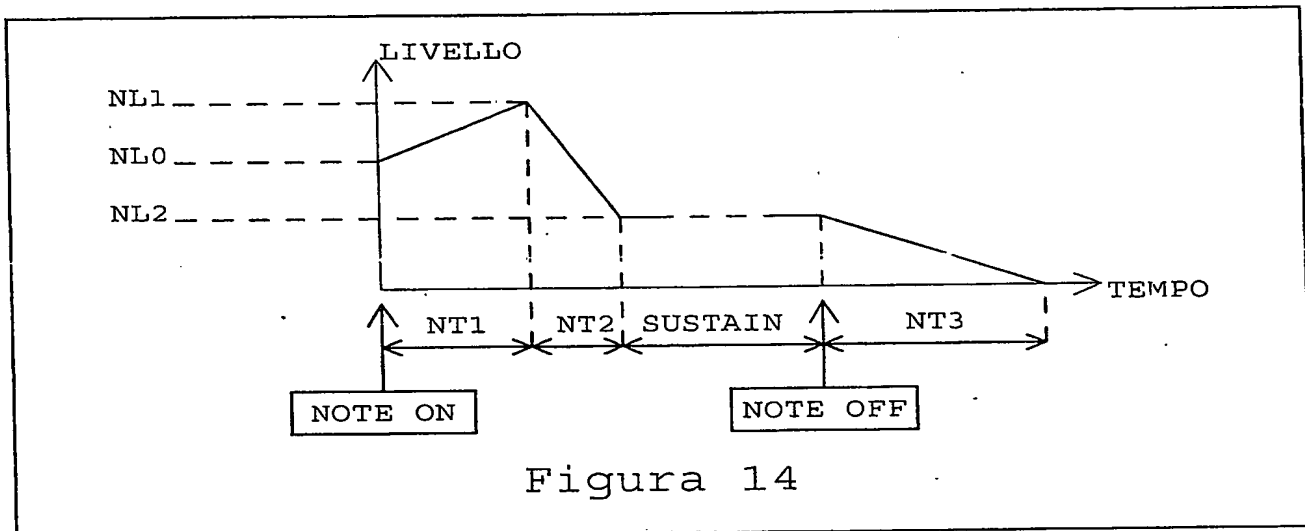 LIVELLO
NL1
NL0
NL2
TEMPO
NT1 NT2 SUSTAIN NT3
NOTE ON NOTE OFF
Figura 14